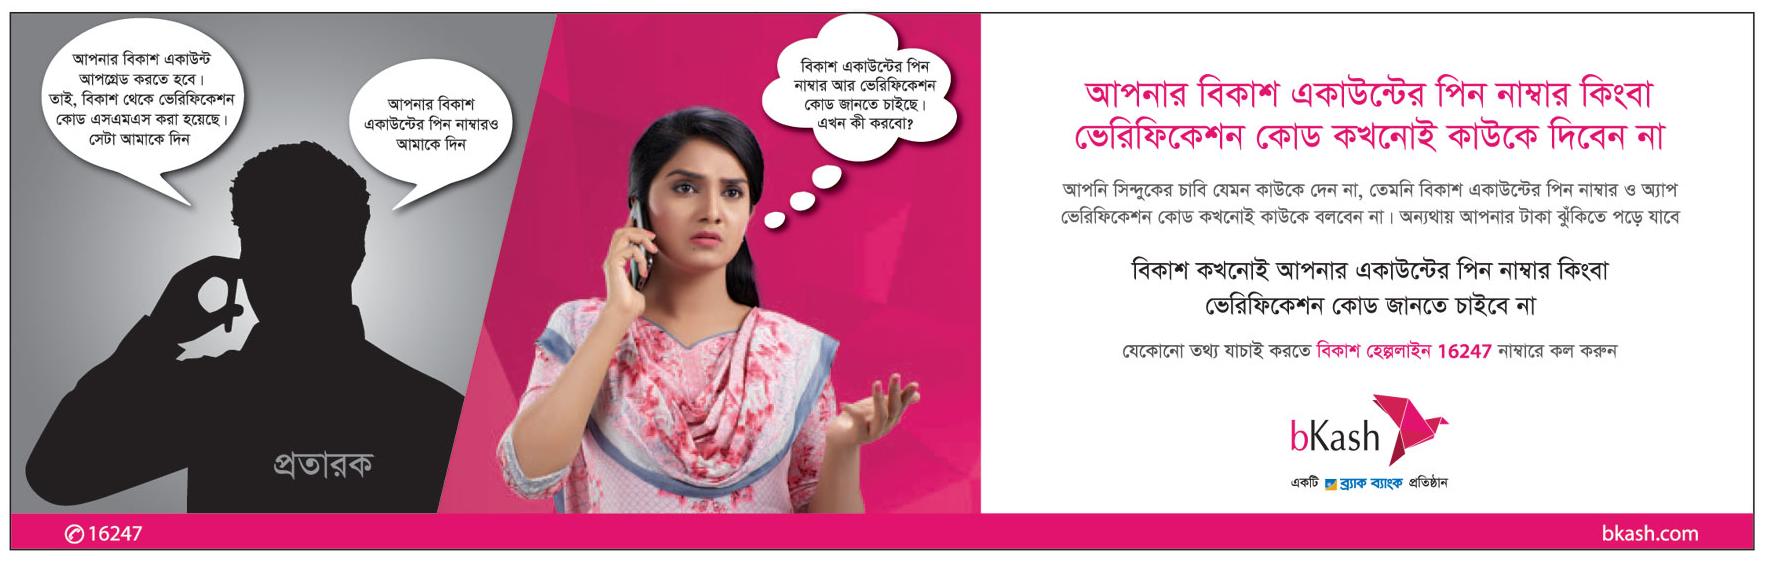 আপনার বিকাশ একাউন্ট
আপগ্রেড করতে হবে।
তাই, বিকাশ থেকে ভেরিফিকেশন
কোড এসএমএস করা হয়েছে।
সেটা আমাকে দিন
আপনার বিকাশ
একাউন্টের পিন নাম্বারও
আমাকে দিন
প্রতারক
বিকাশ একাউন্টের পিন
নাম্বার আর ভেরিফিকেশন
কোড জানতে চাইছে।
এখন কী করবো?
আপনার বিকাশ একাউন্টের পিন নাম্বার কিংবা
ভেরিফিকেশন কোড কখনোই কাউকে দিবেন না
আপনি সিন্দুকের চাবি যেমন কাউকে দেন না, তেমনি বিকাশ একাউন্টের পিন নাম্বার ও অ্যাপ
ভেরিফিকেশন কোড কখনোই কাউকে বলবেন না। অন্যথায় আপনার টাকা ঝুঁকিতে পড়ে যাবে
বিকাশ কখনোই আপনার একাউন্টের পিন নাম্বার কিংবা
ভেরিফিকেশন কোড জানতে চাইবে না
যেকোনো তথ্য যাচাই করতে বিকাশ হেল্পলাইন 16247 নাম্বারে কল করুন
bKash
একটি ব্র্যাক ব্যাংক প্রতিষ্ঠান
16247
bkash.com